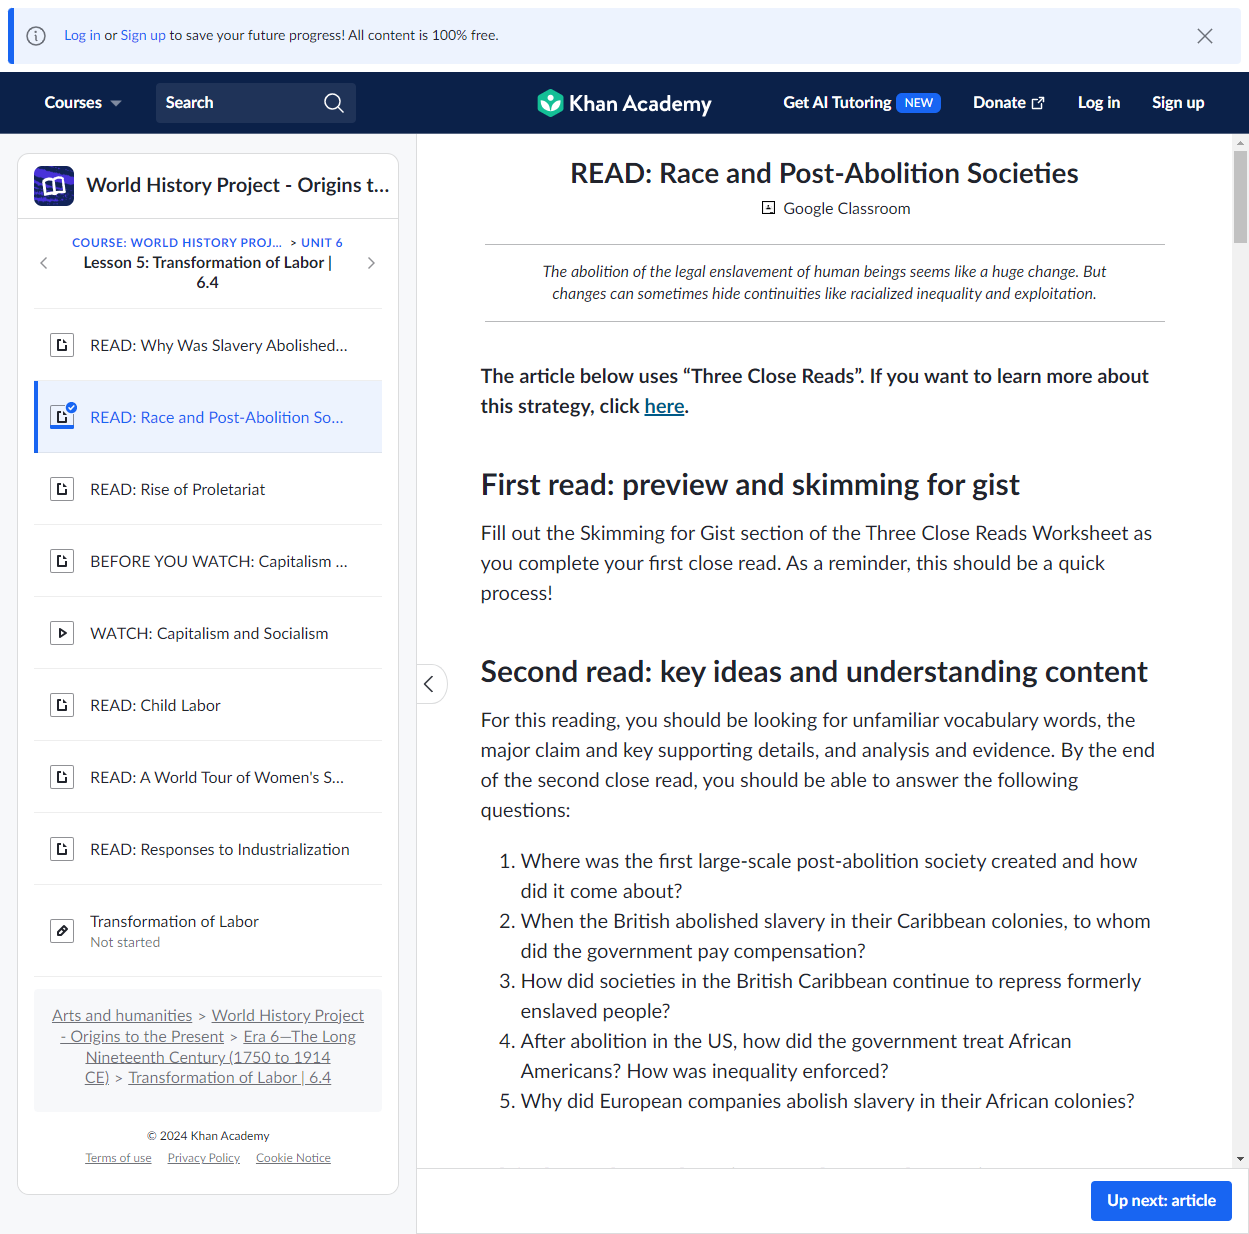 Log in or Sign up to save your future progress! All content is 100% free.
Courses
Search
Khan Academy
Get AI Tutoring NEW
Donate
Log in
Sign up
World History Project - Origins t...
COURSE: WORLD HISTORY PROJ... > UNIT 6
Lesson 5: Transformation of Labor |
6.4
READ: Why Was Slavery Abolished...
READ: Race and Post-Abolition So...
READ: Rise of Proletariat
BEFORE YOU WATCH: Capitalism ...
WATCH: Capitalism and Socialism
READ: Child Labor
READ: A World Tour of Women's S...
READ: Responses to Industrialization
Transformation of Labor
Not started
Arts and humanities > World History Project
- Origins to the Present > Era 6—The Long
Nineteenth Century (1750 to 1914
CE) > Transformation of Labor | 6.4
© 2024 Khan Academy
Terms of use Privacy Policy Cookie Notice
READ: Race and Post-Abolition Societies
Google Classroom
The abolition of the legal enslavement of human beings seems like a huge change. But
changes can sometimes hide continuities like racialized inequality and exploitation.
The article below uses “Three Close Reads”. If you want to learn more about
this strategy, click here.
First read: preview and skimming for gist
Fill out the Skimming for Gist section of the Three Close Reads Worksheet as
you complete your first close read. As a reminder, this should be a quick
process!
Second read: key ideas and understanding content
For this reading, you should be looking for unfamiliar vocabulary words, the
major claim and key supporting details, and analysis and evidence. By the end
of the second close read, you should be able to answer the following
questions:
1. Where was the first large-scale post-abolition society created and how
did it come about?
2. When the British abolished slavery in their Caribbean colonies, to whom
did the government pay compensation?
3. How did societies in the British Caribbean continue to repress formerly
enslaved people?
4. After abolition in the US, how did the government treat African
Americans? How was inequality enforced?
5. Why did European companies abolish slavery in their African colonies?
Up next: article